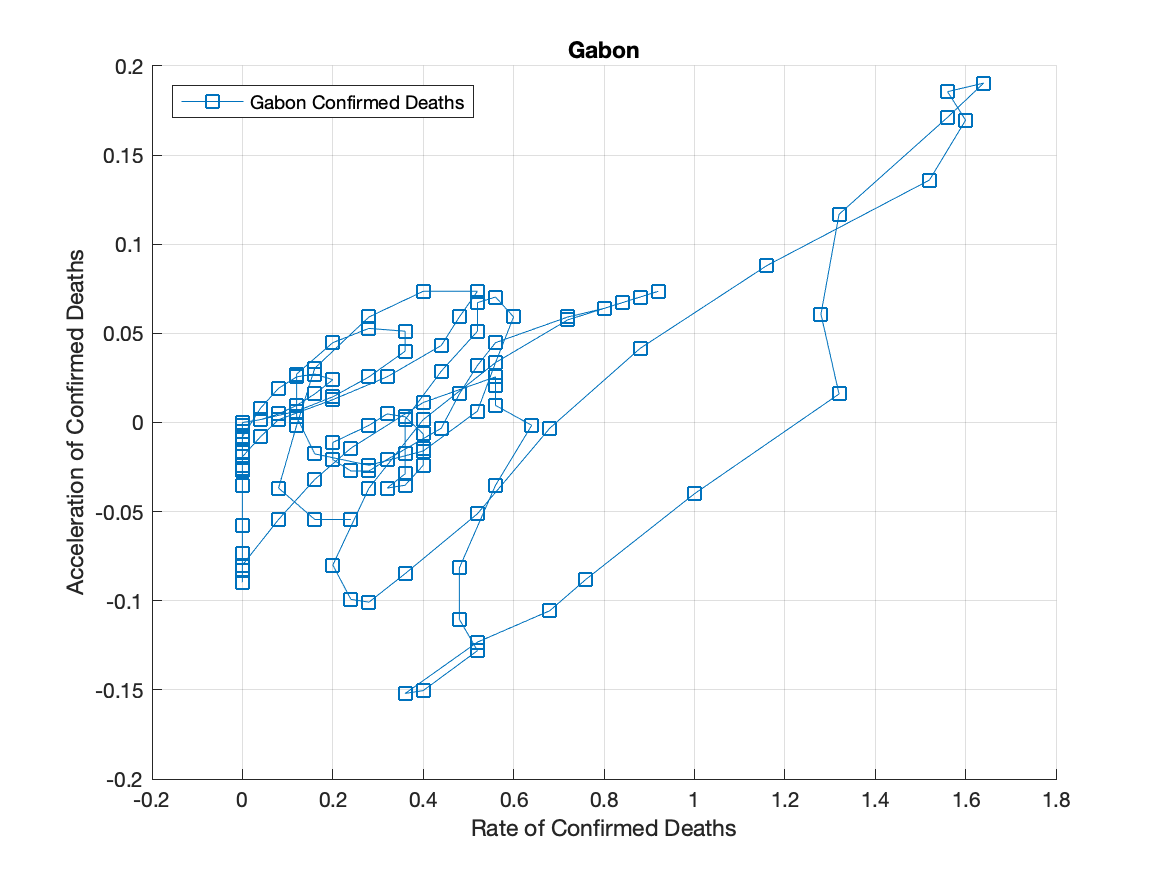 Gabon
Gabon Confirmed Deaths
0.2
0.15
0.1
0.05
0
-0.05
-0.1
-0.15
-0.2
Acceleration of Confirmed Deaths
-0.2 0 0.2 0.4 0.6 0.8 1 1.2 1.4 1.6 1.8
Rate of Confirmed Deaths